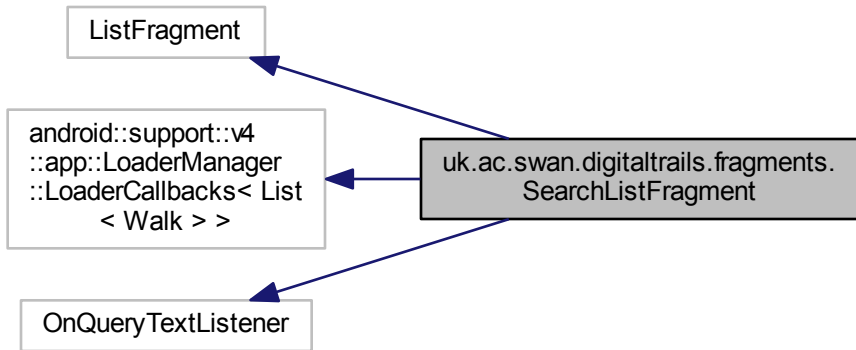 ListFragment
android::support::v4
::app::LoaderManager
::LoaderCallbacks< List
< Walk > >
uk.ac.swan.digitaltrails.fragments.
SearchListFragment
OnQueryTextListener